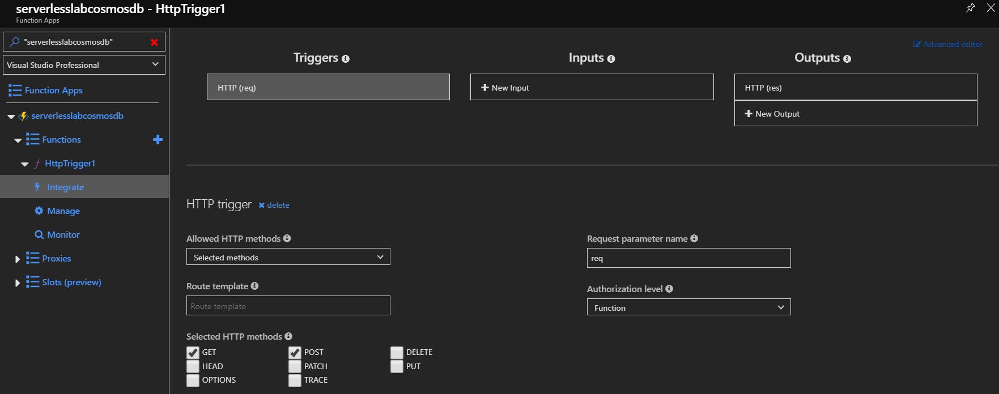 serverlesslabcosmosdb - HttpTrigger1
Function Apps
"serverlesslabcosmosdb"
Visual Studio Professional
Function Apps
serverlesslabcosmosdb
Functions
HttpTrigger1
Integrate
Manage
Monitor
Proxies
Slots (preview)
Advanced editor
Triggers
Inputs
Outputs
HTTP (req)
New Input
HTTP (res)
New Output
HTTP trigger
delete
Allowed HTTP methods
Selected methods
Request parameter name
req
Route template
Route template
Authorization level
Function
Selected HTTP methods
GET
POST
DELETE
HEAD
PATCH
PUT
OPTIONS
TRACE